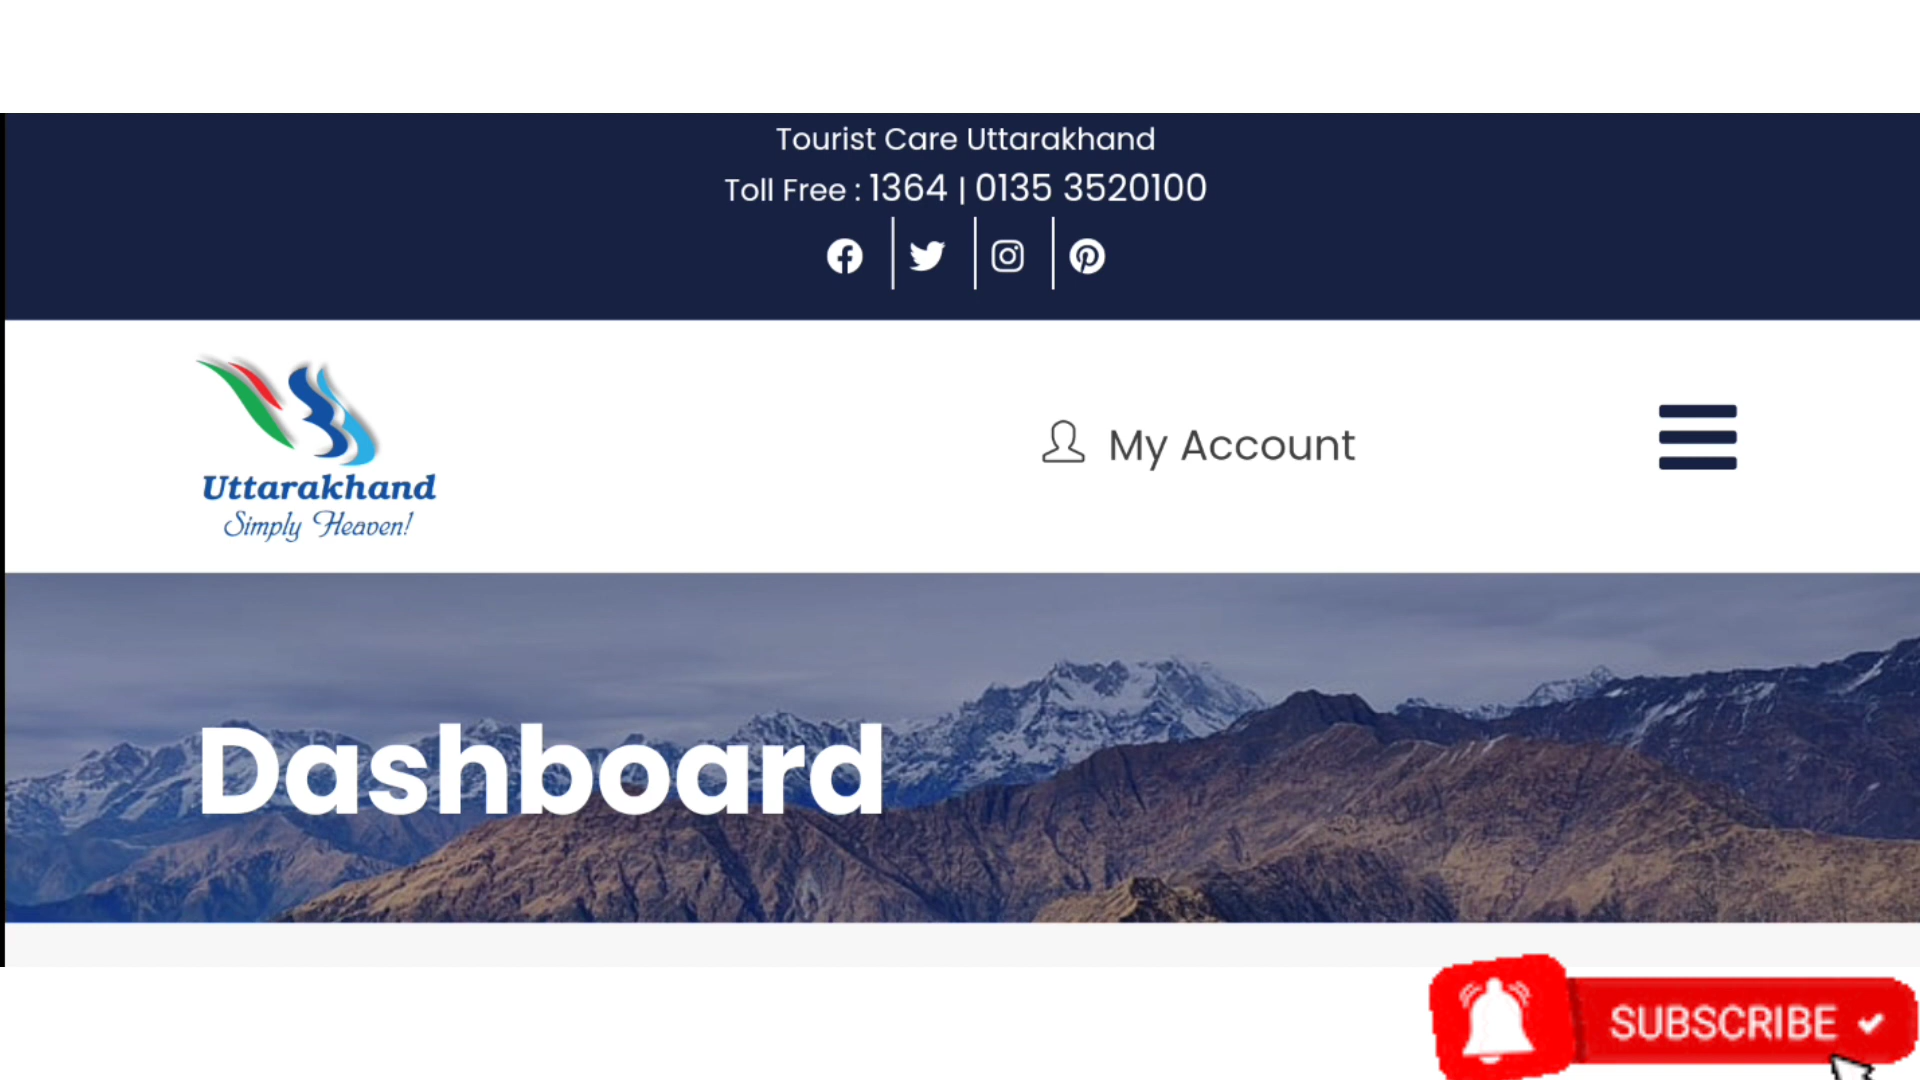 Tourist Care Uttarakhand
Toll Free : 1364 | 0135 3520100
Uttarakhand
Simply Heaven!
My Account
Dashboard
SUBSCRIBE